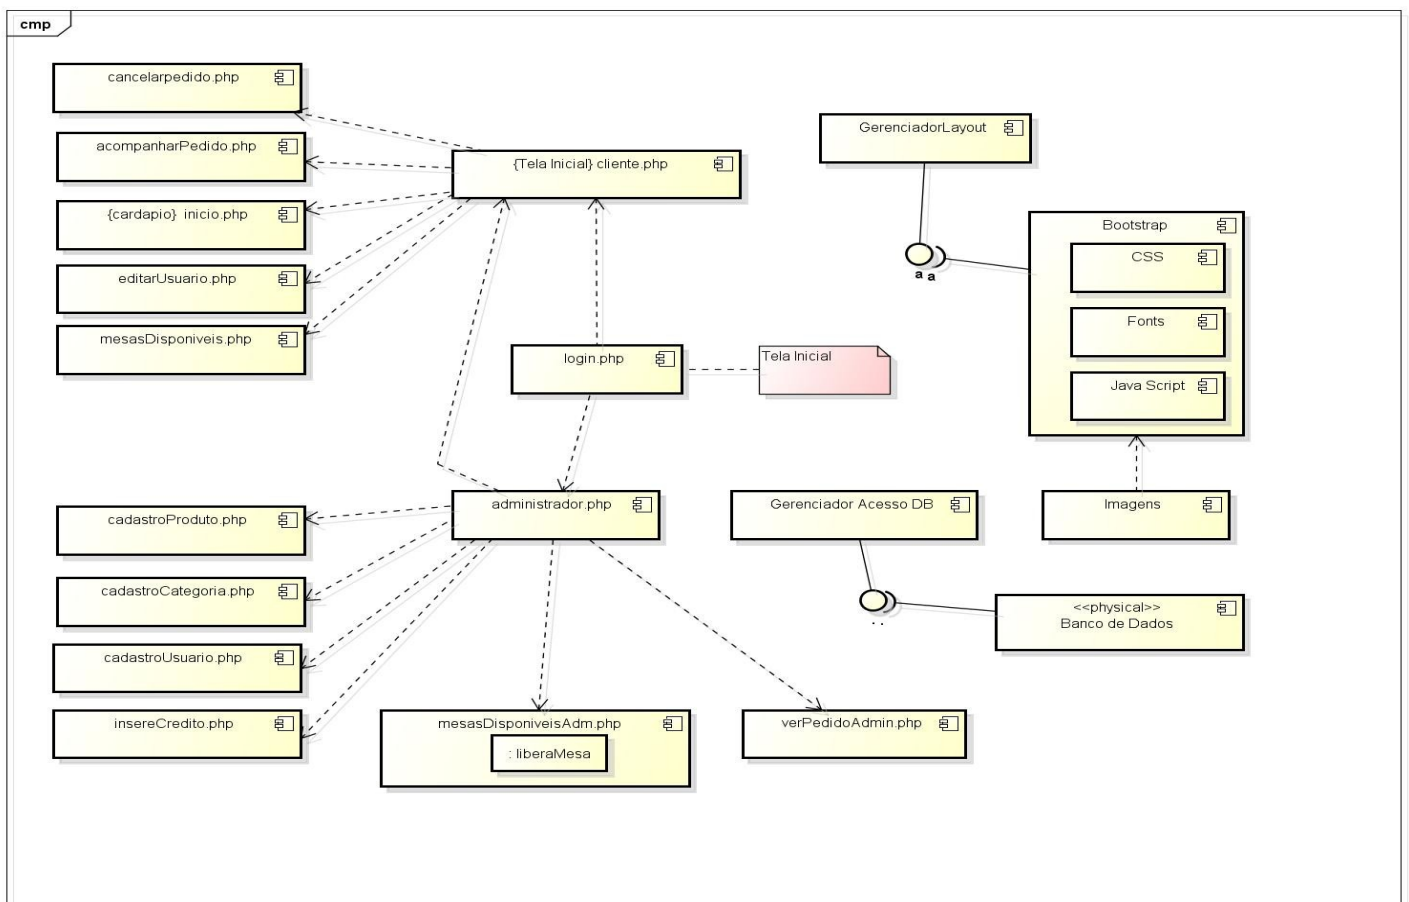 cmp
cancelarpedido.php
acompanharPedido.php
{cardapio} inicio.php
editarUsuario.php
mesasDisponiveis.php
{Tela Inicial} cliente.php
GerenciadorLayout
a a
Bootstrap
CSS
Fonts
Java Script
login.php
Tela Inicial
administrador.php
Gerenciador Acesso DB
Imagens
. .
<<physical>>
Banco de Dados
cadastroProduto.php
cadastroCategoria.php
cadastroUsuario.php
insereCredito.php
mesasDisponiveisAdm.php
: liberaMesa
verPedidoAdmin.php